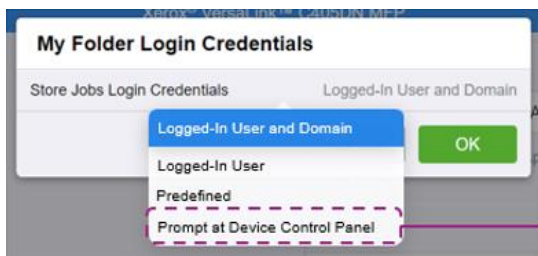 Xerox® VersaLink™ C405DN MFP
My Folder Login Credentials
Store Jobs Login Credentials
Logged-In User and Domain
Logged-In User and Domain
Logged-In User
Predefined
Prompt at Device Control Panel
OK